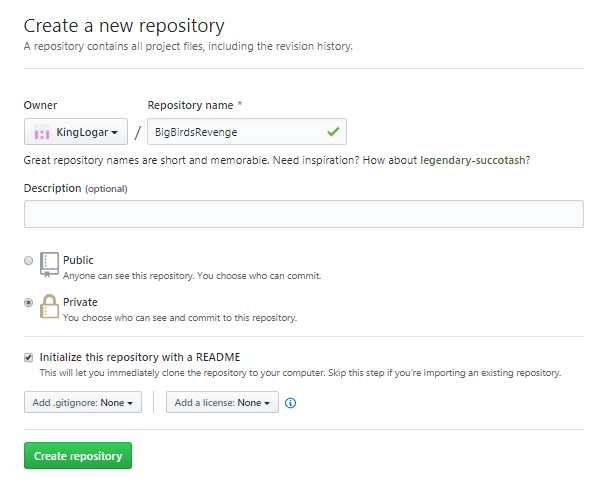 Create a new repository
A repository contains all project files, including the revision history.
Owner
Repository name *
KingLogar
/
BigBirdsRevenge
Great repository names are short and memorable. Need inspiration? How about legendary-succotash?
Description (optional)
Public
Anyone can see this repository. You choose who can commit.
Private
You choose who can see and commit to this repository.
Initialize this repository with a README
This will let you immediately clone the repository to your computer. Skip this step if you're importing an existing repository.
Add .gitignore: None
Add a license: None
Create repository